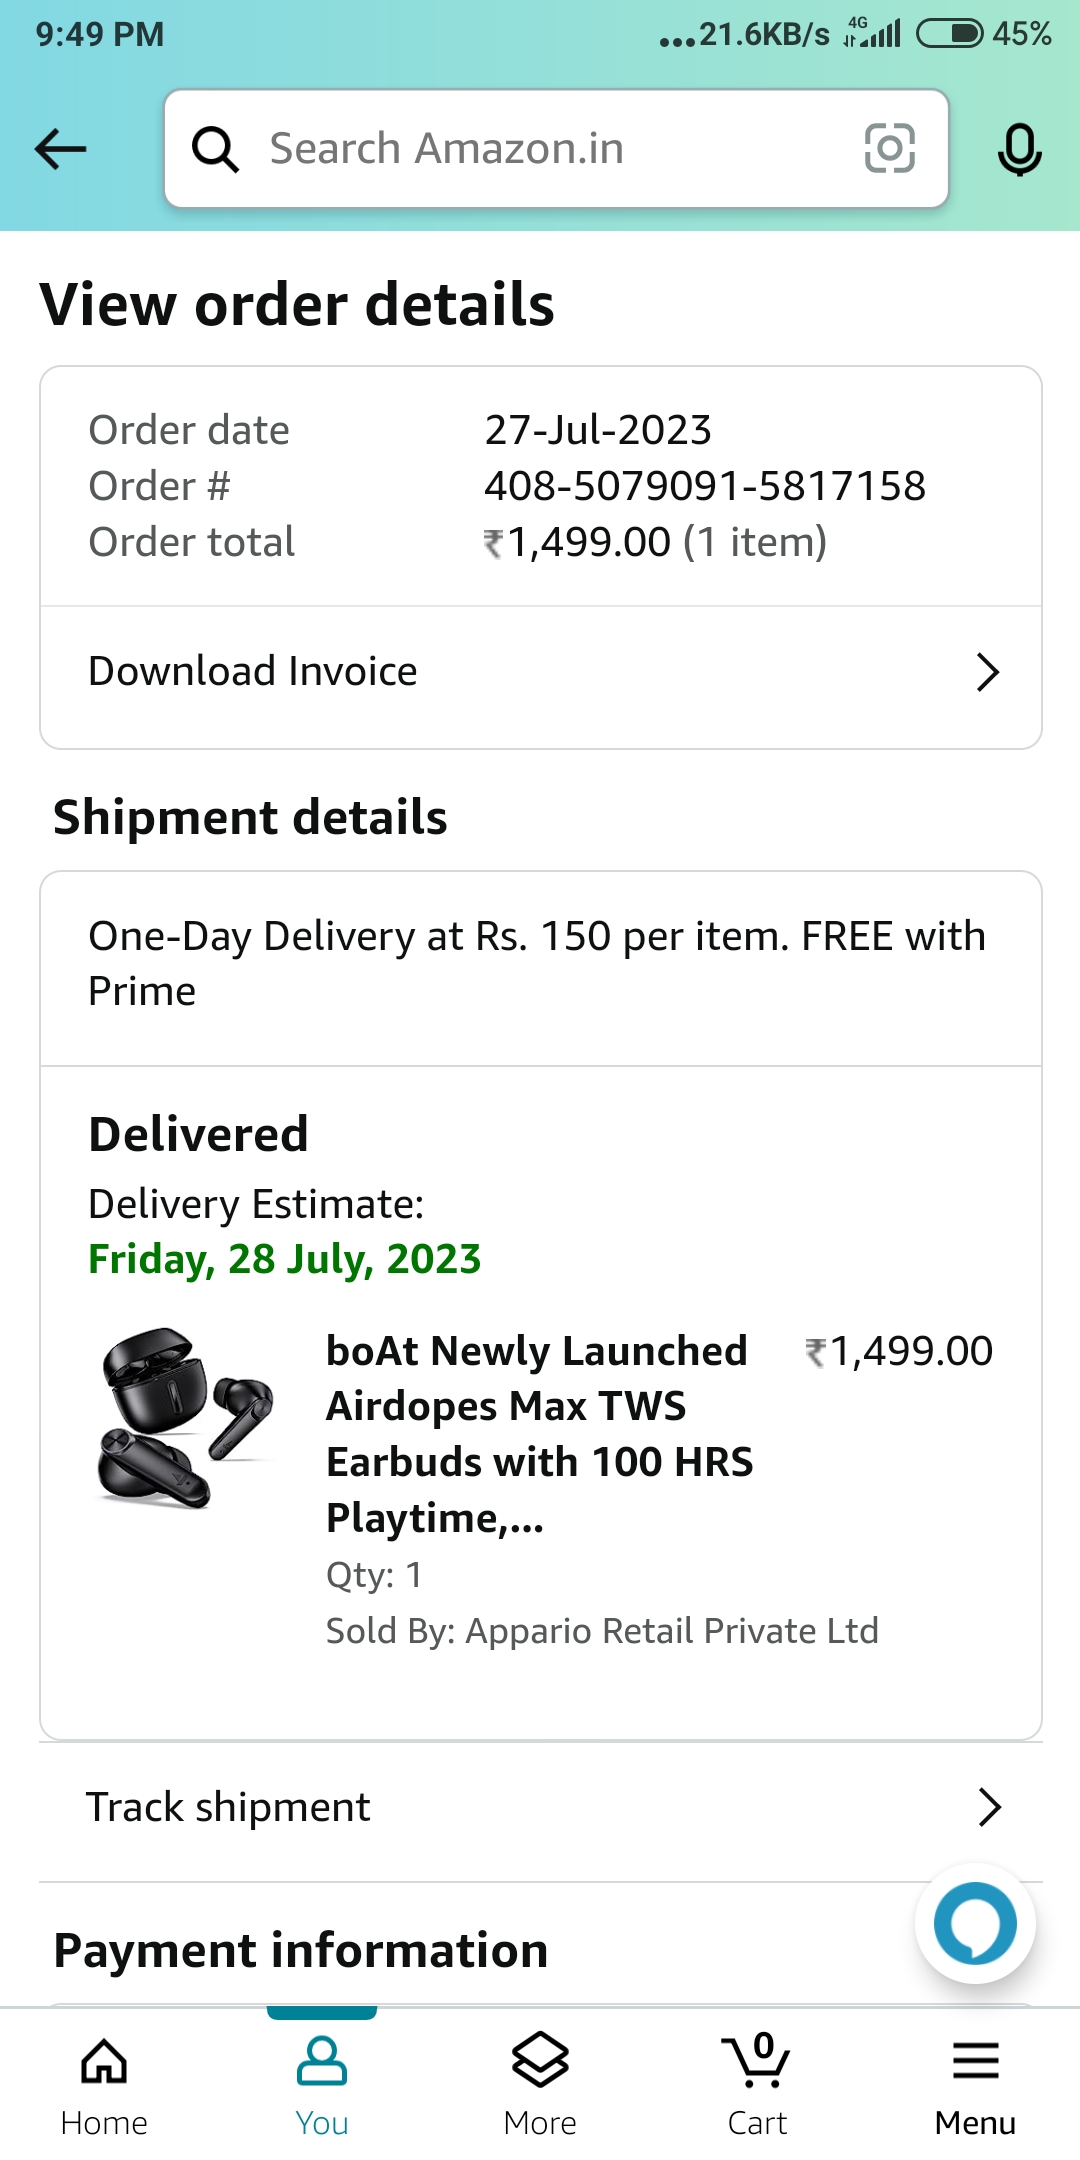 9:49 PM
...21.6KB/s 4G 45%
Search Amazon.in
View order details
Order date 27-Jul-2023
Order # 408-5079091-5817158
Order total ₹1,499.00 (1 item)
Download Invoice
Shipment details
One-Day Delivery at Rs. 150 per item. FREE with
Prime
Delivered
Delivery Estimate:
Friday, 28 July, 2023
boAt Newly Launched ₹1,499.00
Airdopes Max TWS
Earbuds with 100 HRS
Playtime,...
Qty: 1
Sold By: Appario Retail Private Ltd
Track shipment
Payment information
0
Home You More Cart Menu